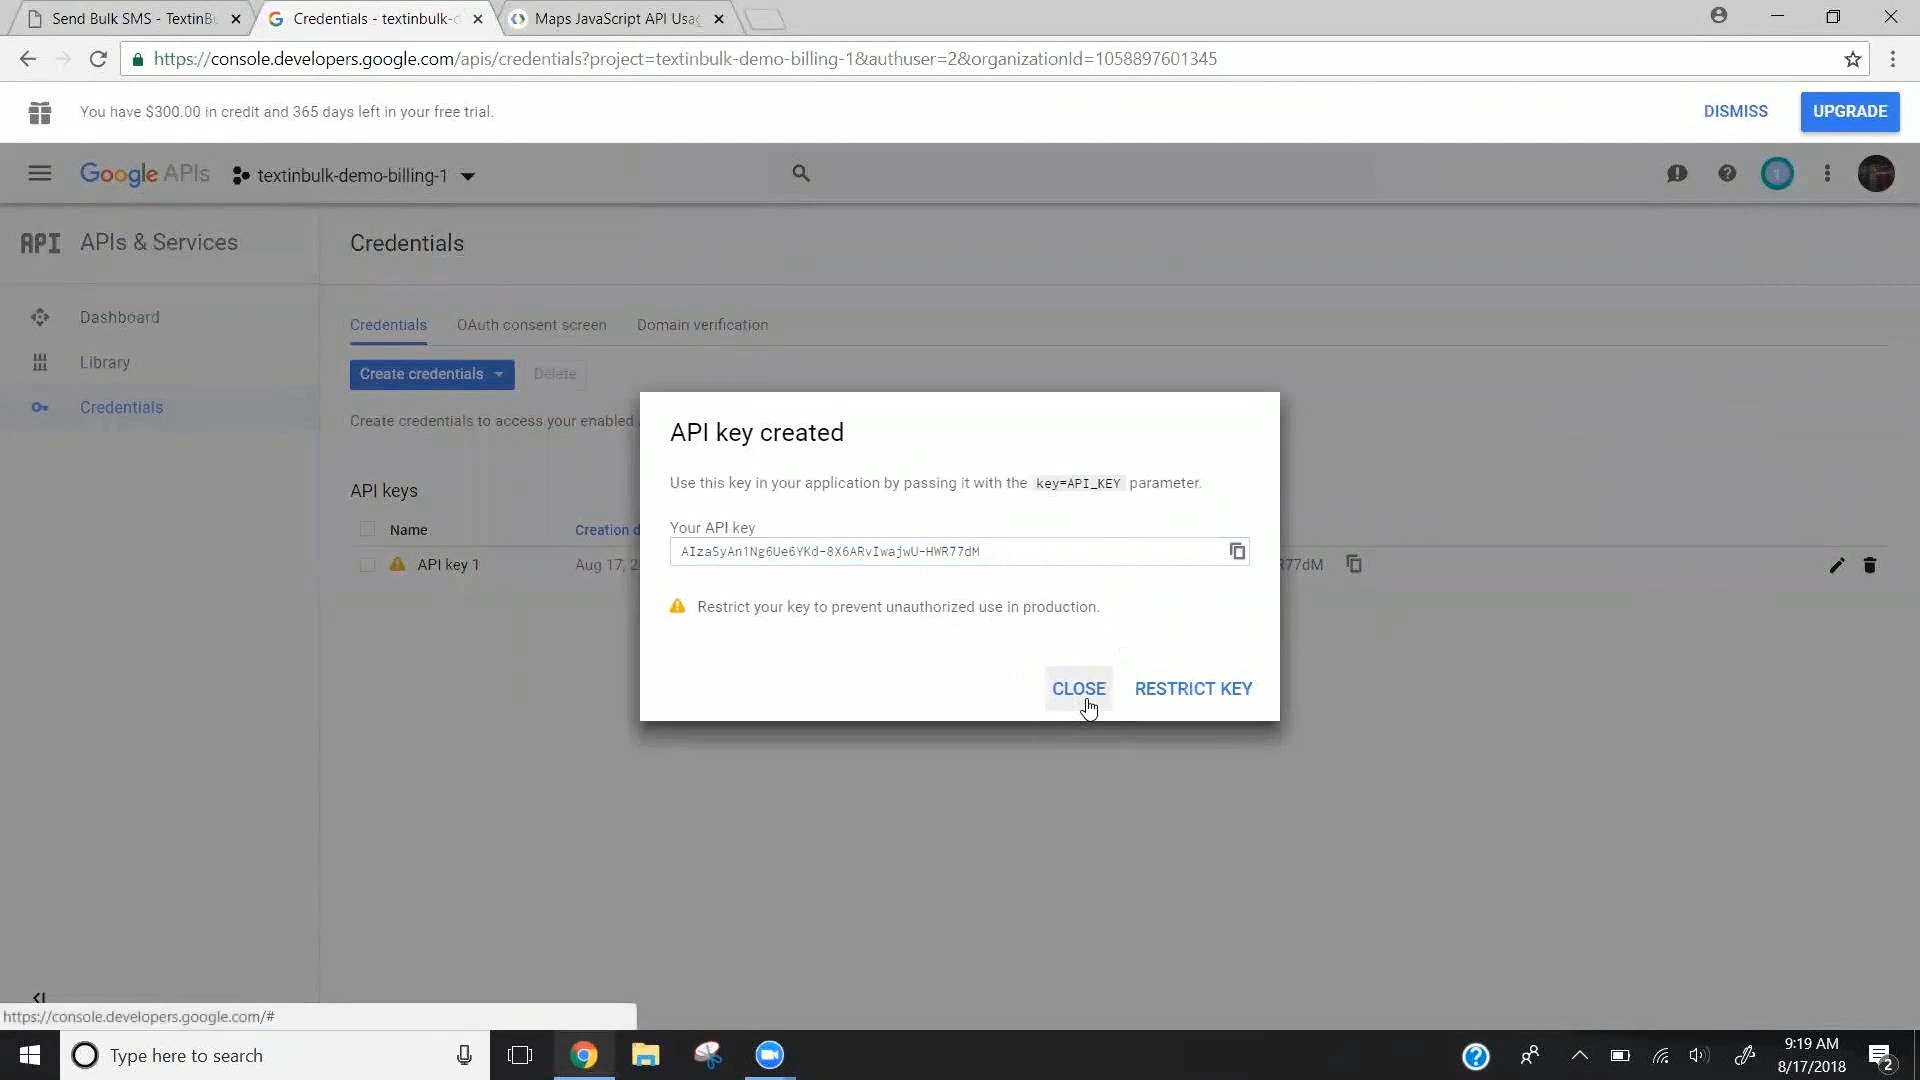 Send Bulk SMS - TextinBu
Credentials - textinbulk-d
Maps JavaScript API Usag
https://console.developers.google.com/apis/credentials?project=textinbulk-demo-billing-1&authuser=2&organizationId=1058897601345
You have $300.00 in credit and 365 days left in your free trial.
DISMISS
UPGRADE
Google APIs
textinbulk-demo-billing-1
1
API APIs & Services
Credentials
Dashboard
Library
Credentials
Credentials
OAuth consent screen
Domain verification
Create credentials
Delete
Create credentials to access your enabled
API keys
Name
Creation d
API key 1
Aug 17, 2
R77dM
API key created
Use this key in your application by passing it with the key=API_KEY parameter.
Your API key
AIzaSyAn1Ng6Ue6YKd-8X6ARvIwajwU-HWR77dM
Restrict your key to prevent unauthorized use in production.
CLOSE
RESTRICT KEY
https://console.developers.google.com/#
Type here to search
9:19 AM
8/17/2018
2